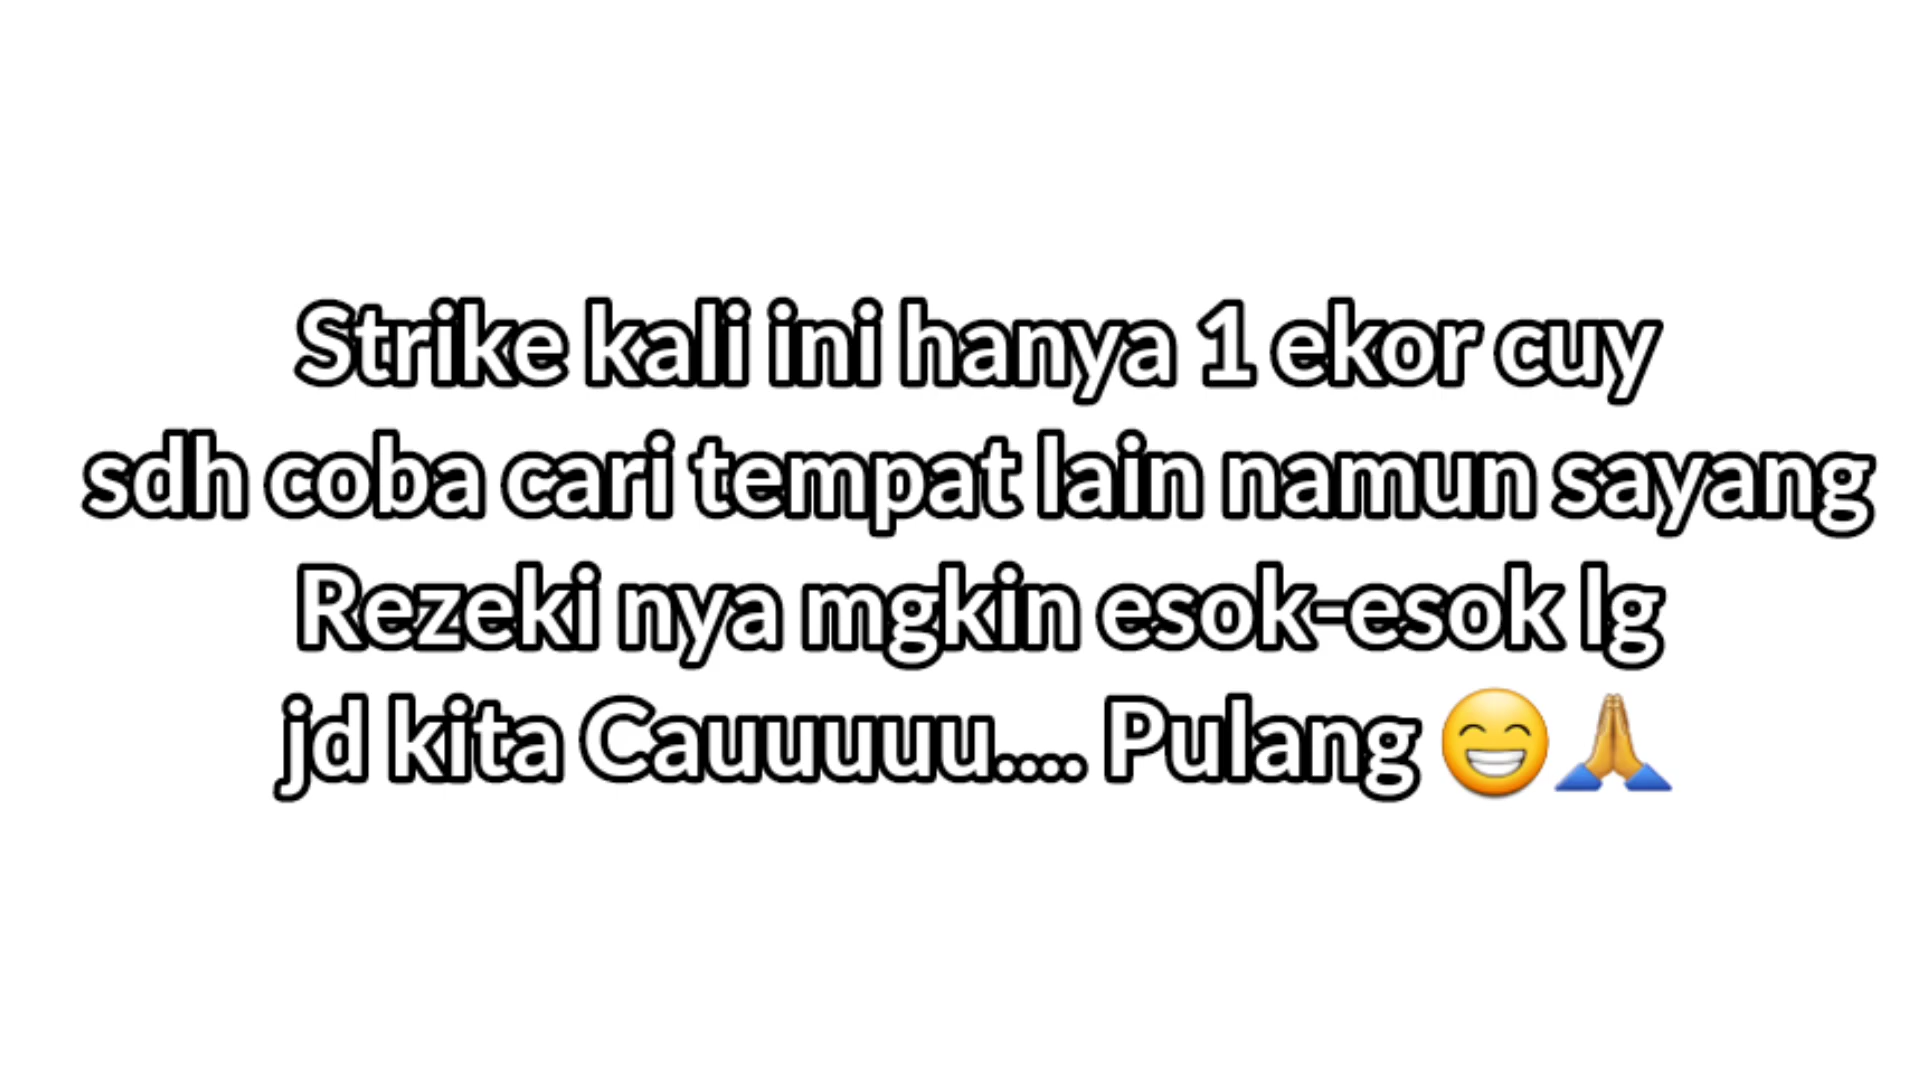 Strike kali ini hanya 1 ekor cuy
sdh coba cari tempat lain namun sayang
Rezeki nya mgkin esok-esok lg
jd kita Cauuuuuu.... Pulang 😁🙏